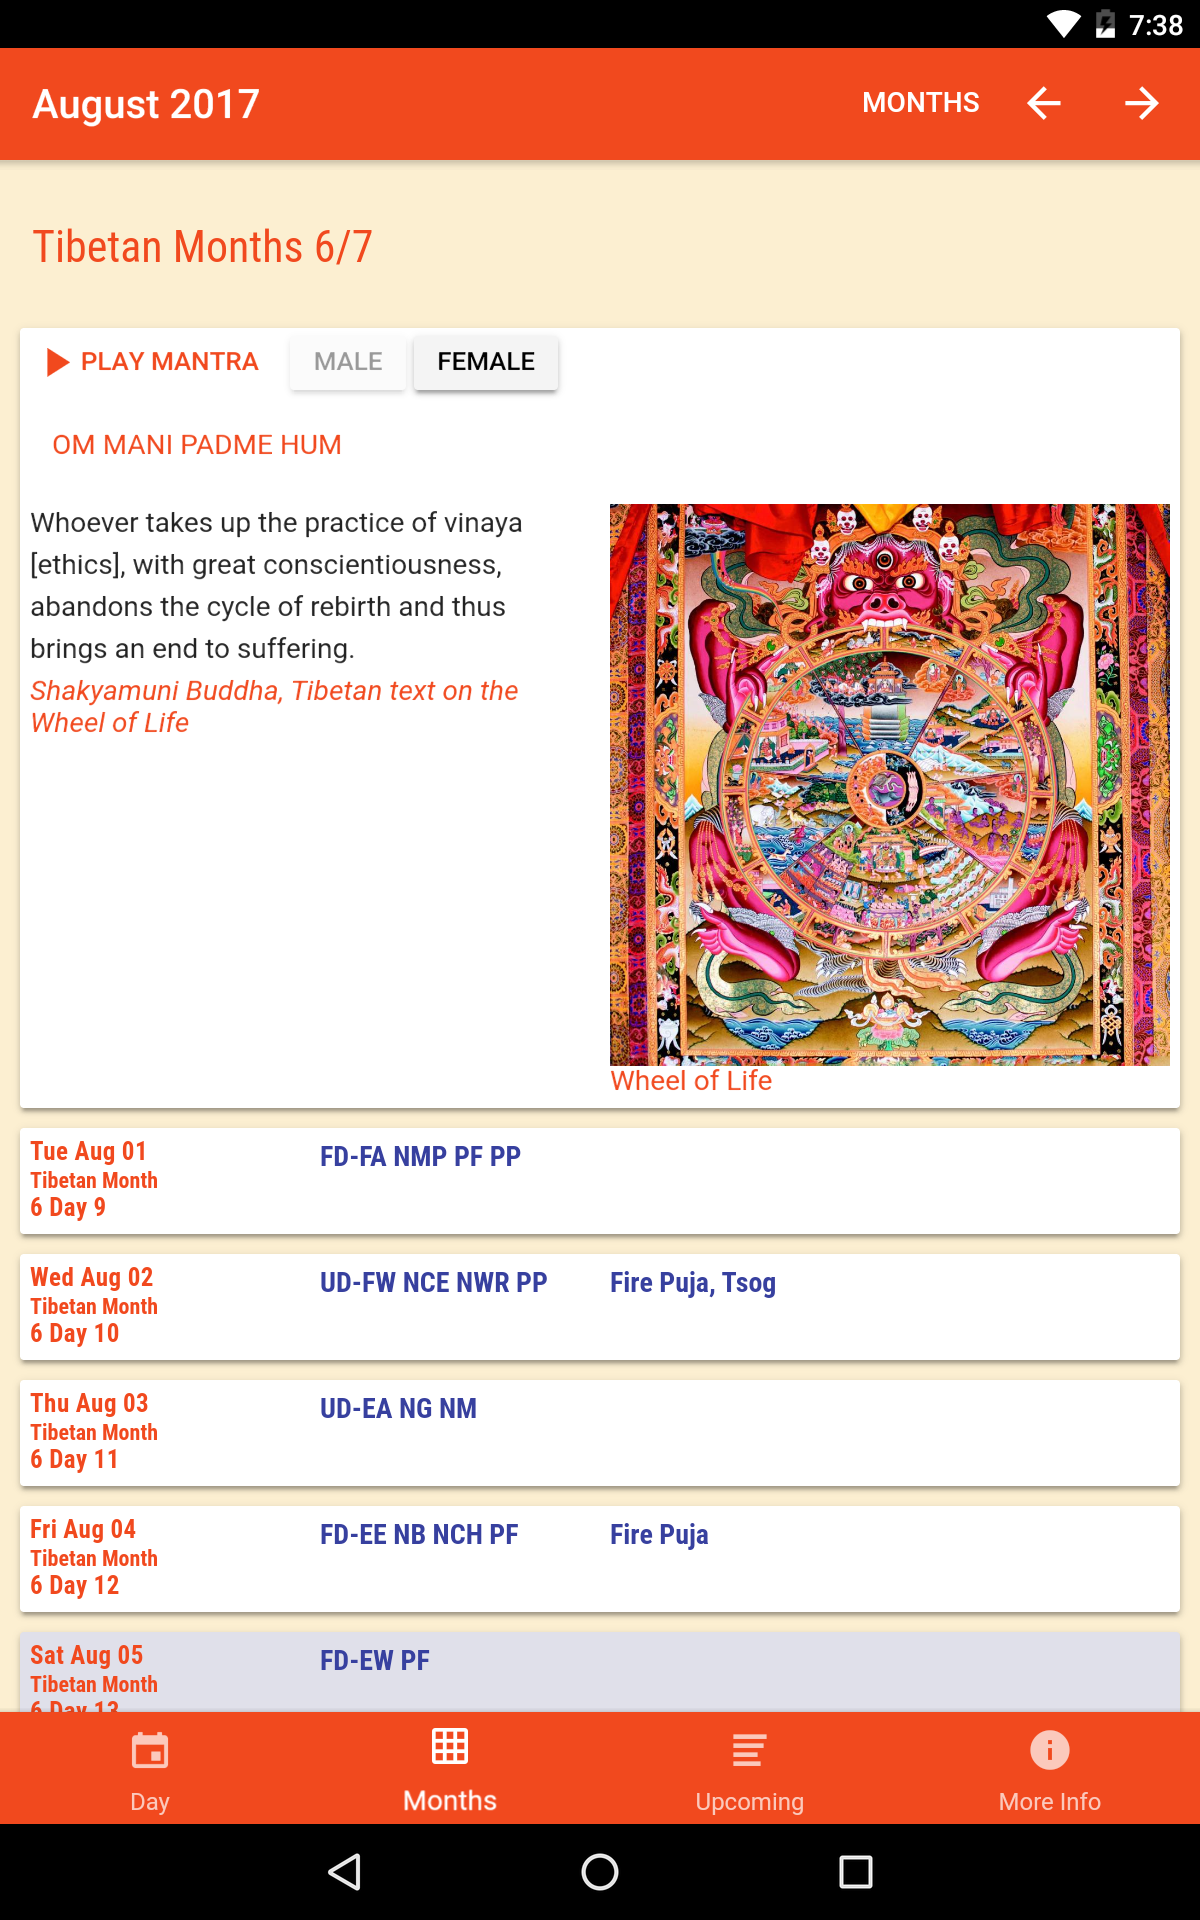 7:38
August 2017
MONTHS
Tibetan Months 6/7
PLAY MANTRA
MALE
FEMALE
OM MANI PADME HUM
Whoever takes up the practice of vinaya
[ethics], with great conscientiousness,
abandons the cycle of rebirth and thus
brings an end to suffering.
Shakyamuni Buddha, Tibetan text on the
Wheel of Life
Wheel of Life
Tue Aug 01
Tibetan Month
6 Day 9
FD-FA NMP PF PP
Wed Aug 02
Tibetan Month
6 Day 10
UD-FW NCE NWR PP
Fire Puja, Tsog
Thu Aug 03
Tibetan Month
6 Day 11
UD-EA NG NM
Fri Aug 04
Tibetan Month
6 Day 12
FD-EE NB NCH PF
Fire Puja
Sat Aug 05
Tibetan Month
6 Day 13
FD-EW PF
Day
Months
Upcoming
More Info